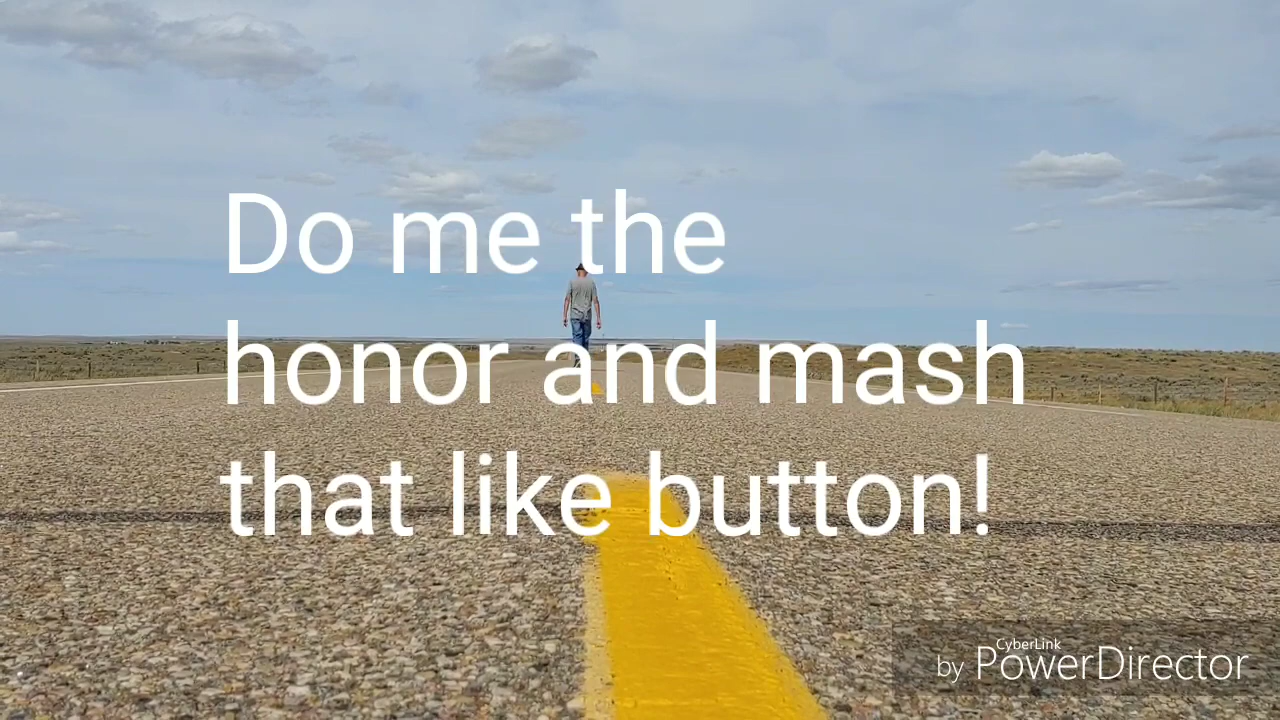 Do me the
honor and mash
that like button!
CyberLink
by PowerDirector